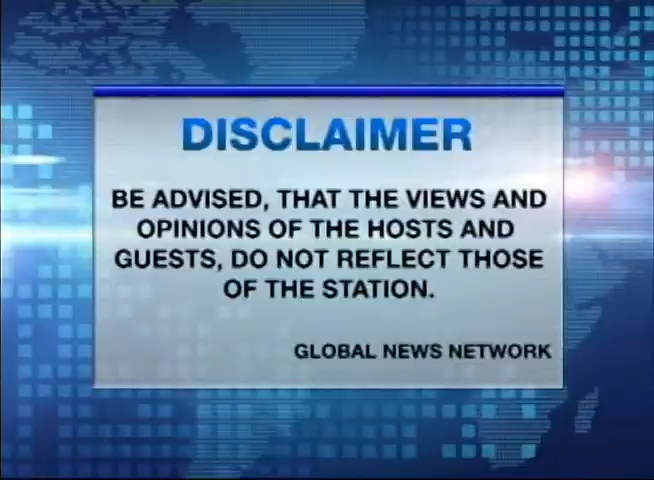 DISCLAIMER
BE ADVISED, THAT THE VIEWS AND
OPINIONS OF THE HOSTS AND
GUESTS, DO NOT REFLECT THOSE
OF THE STATION.
GLOBAL NEWS NETWORK